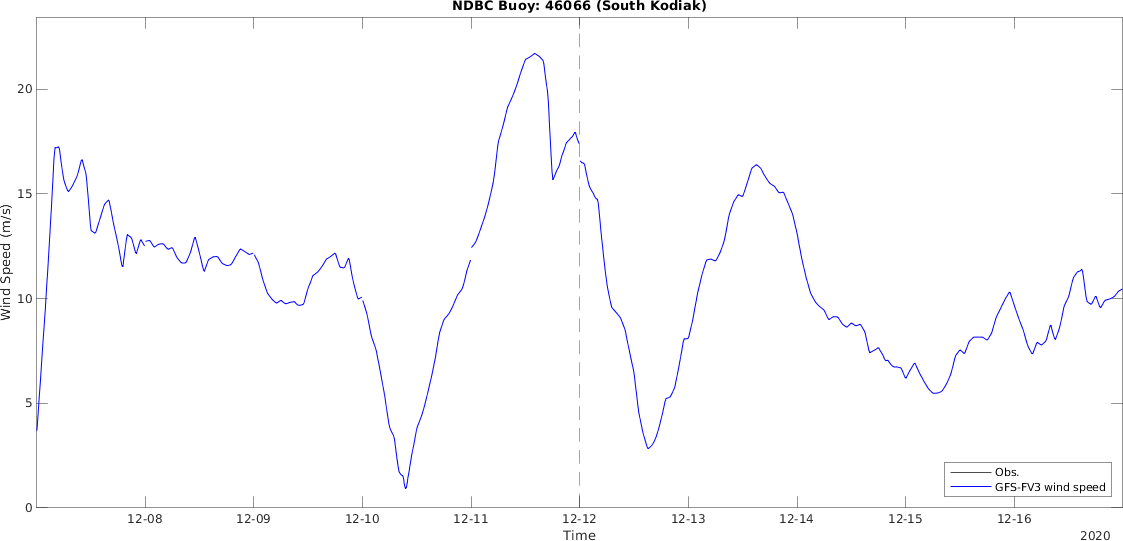 NDBC Buoy: 46066 (South Kodiak)
Wind Speed (m/s)
20
15
10
5
0
12-08 12-09 12-10 12-11 12-12 12-13 12-14 12-15 12-16
Time
2020
Obs.
GFS-FV3 wind speed